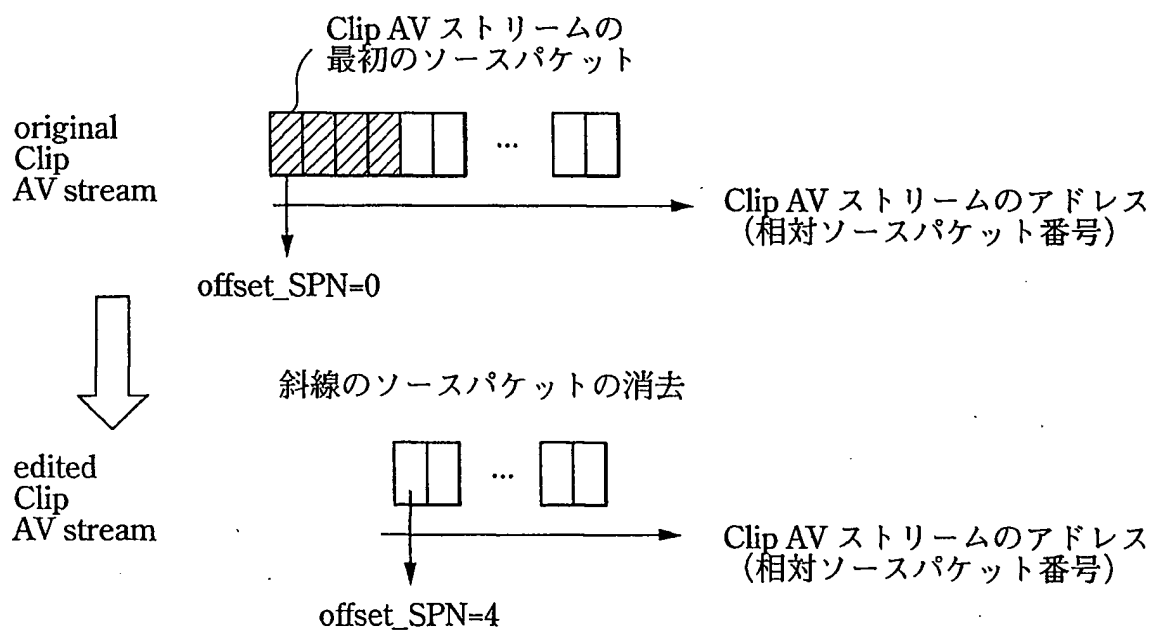 Clip AV ストリームの
最初のソースパケット
original
Clip
AV stream
...
Clip AV ストリームのアドレス
(相対ソースパケット番号)
offset_SPN=0
斜線のソースパケットの消去
edited
Clip
AV stream
...
Clip AV ストリームのアドレス
(相対ソースパケット番号)
offset_SPN=4